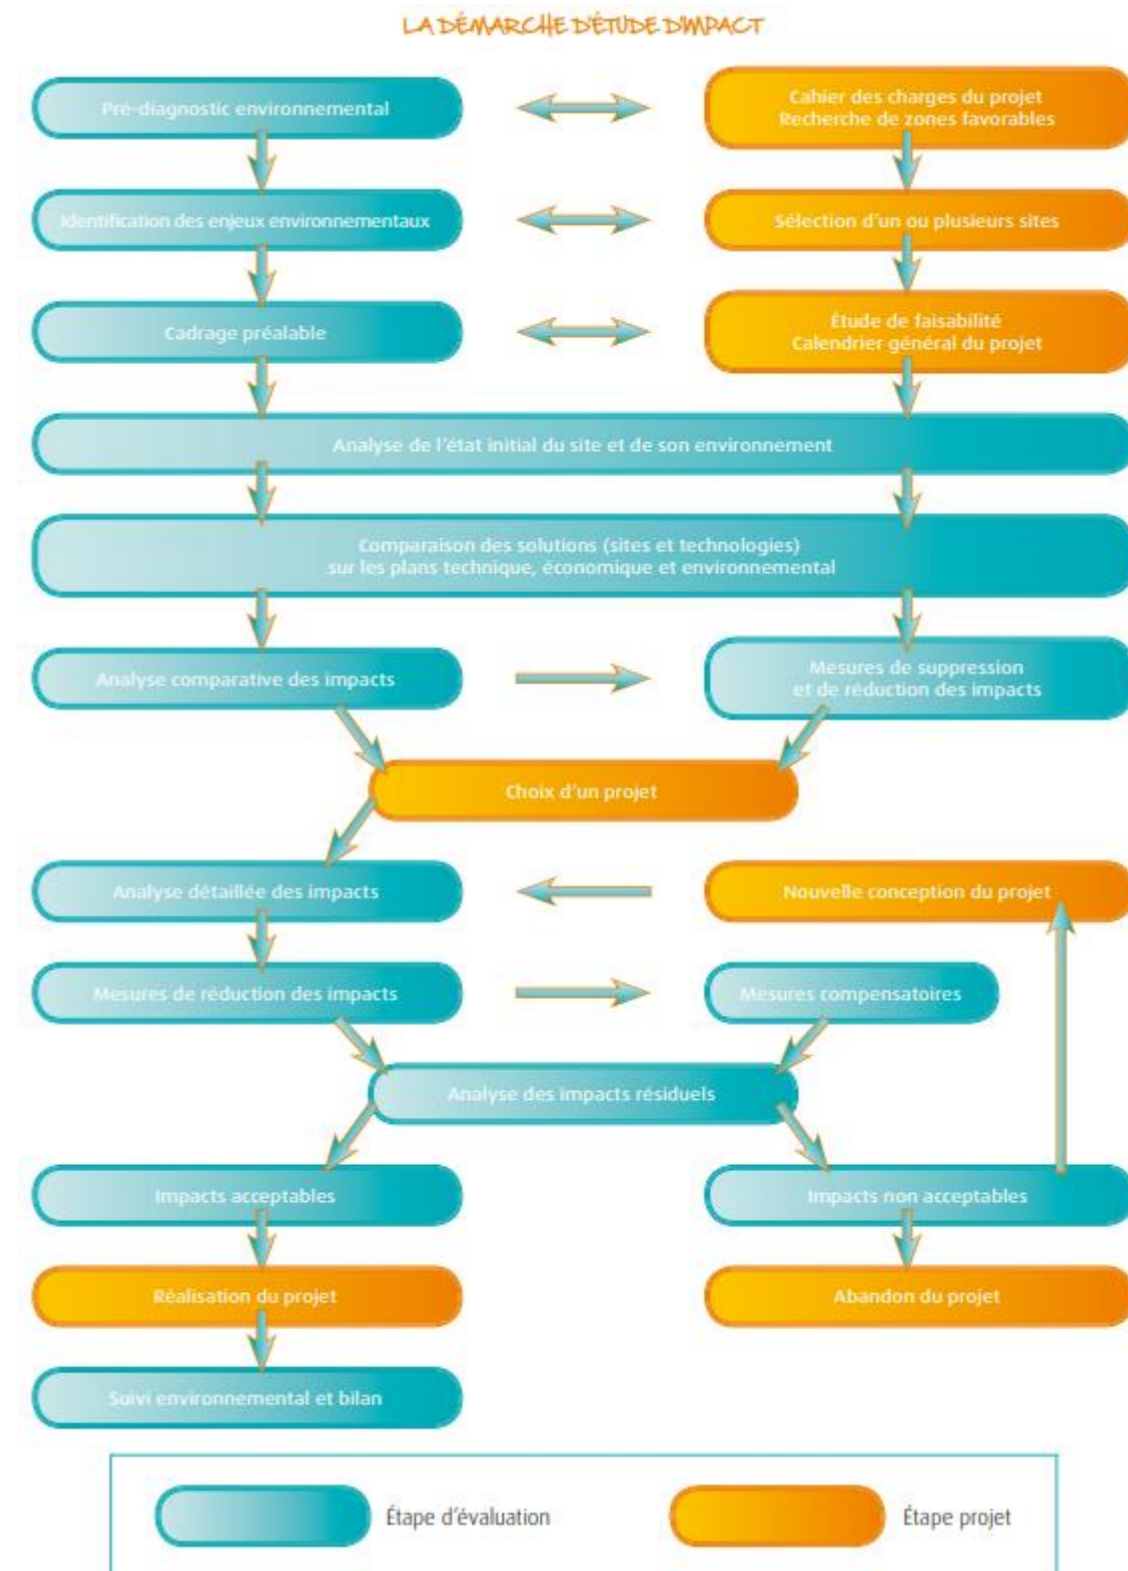 LA DÉMARCHE D'ÉTUDE D'IMPACT
Pré-diagnostic environnemental
Cahier des charges du projet
Recherche de zones favorables
Identification des enjeux environnementaux
Sélection d'un ou plusieurs sites
Cadrage préalable
Étude de faisabilité
Calendrier général du projet
Analyse de l'état initial du site et de son environnement
Comparaison des solutions (sites et technologies)
sur les plans technique, économique et environnemental
Analyse comparative des impacts
Mesures de suppression
et de réduction des impacts
Choix d'un projet
Analyse détaillée des impacts
Nouvelle conception du projet
Mesures de réduction des impacts
Mesures compensatoires
Analyse des impacts résiduels
Impacts acceptables
Impacts non acceptables
Réalisation du projet
Abandon du projet
Suivi environnemental et bilan
Étape d'évaluation
Étape projet